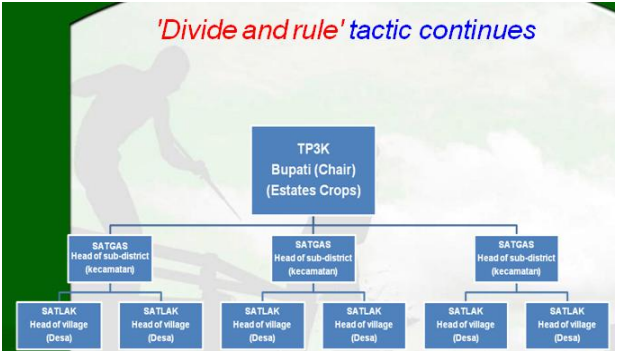 'Divide and rule' tactic continues
TP3K
Bupati (Chair)
(Estates Crops)
SATGAS
Head of sub-district
(kecamatan)
SATGAS
Head of sub-district
(kecamatan)
SATGAS
Head of sub-district
(kecamatan)
SATLAK
Head of village
(Desa)
SATLAK
Head of village
(Desa)
SATLAK
Head of village
(Desa)
SATLAK
Head of village
(Desa)
SATLAK
Head of village
(Desa)
SATLAK
Head of village
(Desa)